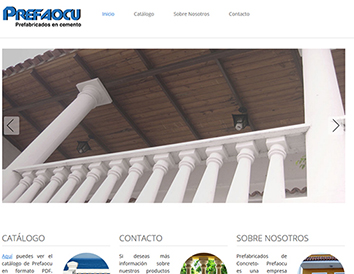 PREFAOCU
Prefabricados en cemento
Inicio Catálogo Sobre Nosotros Contacto
CATÁLOGO
Aqui puedes ver el
catálogo de Prefaocu
en formato PDF.
CONTACTO
Si deseas más
información sobre
nuestros productos
SOBRE NOSOTROS
Prefabricados de
Concreto- Prefaocu
es una empresa